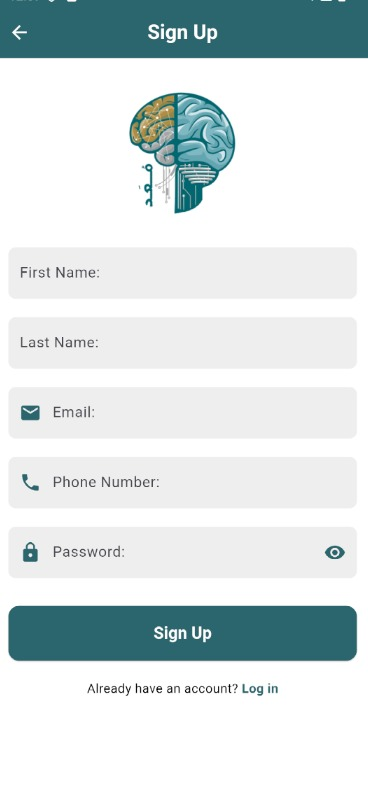 Sign Up
First Name:
Last Name:
Email:
Phone Number:
Password:
Sign Up
Already have an account? Log in